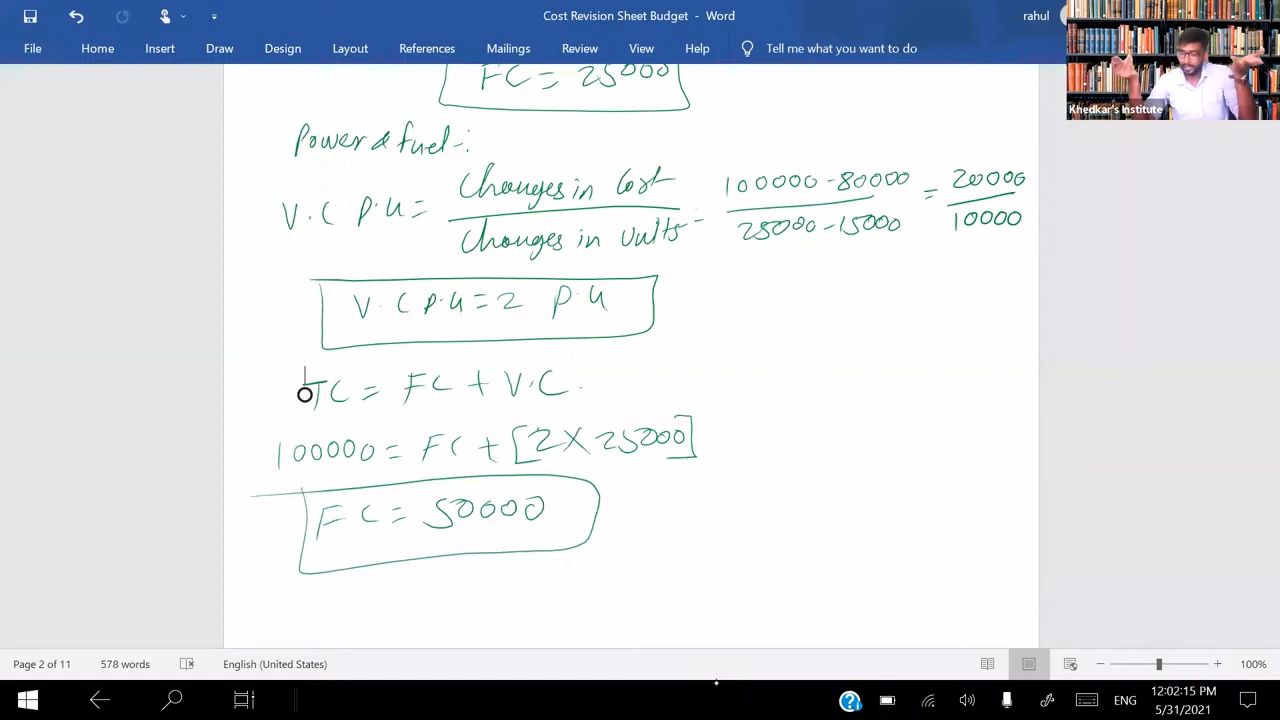 Cost Revision Sheet Budget - Word
rahul
File Home Insert Draw Design Layout References Mailings Review View Help Tell me what you want to do
Khedkar's Institute
FC = 25000
Power & fuel -:
V.C P.U = Changes in Cost / Changes in Units = 100000 - 80000 / 25000 - 15000 = 20000 / 10000
V.C P.U = 2 P.U
TC = FC + V.C.
100000 = FC + [2 X 25000]
FC = 50000
Page 2 of 11 578 words English (United States) 100%
ENG
12:02:15 PM
5/31/2021